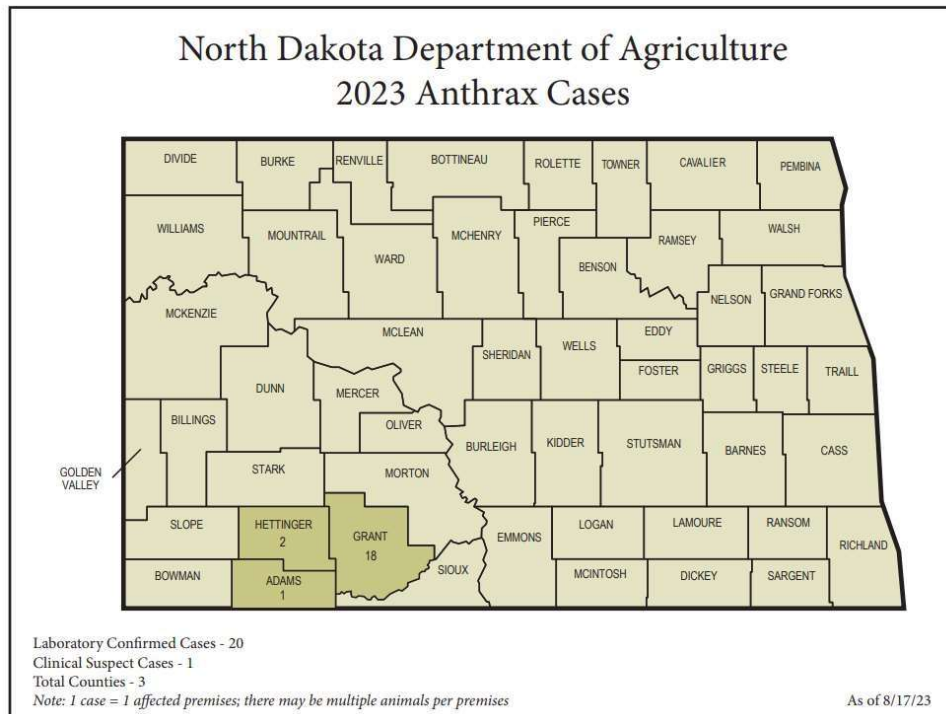 North Dakota Department of Agriculture
2023 Anthrax Cases
DIVIDE
BURKE
RENVILLE
BOTTINEAU
ROLETTE
TOWNER
CAVALIER
PEMBINA
WILLIAMS
MOUNTRAIL
WARD
MCHENRY
PIERCE
BENSON
RAMSEY
WALSH
MCKENZIE
NELSON
GRAND FORKS
MCLEAN
SHERIDAN
WELLS
EDDY
FOSTER
GRIGGS
STEELE
TRAILL
DUNN
MERCER
OLIVER
BILLINGS
GOLDEN
VALLEY
STARK
MORTON
BURLEIGH
KIDDER
STUTSMAN
BARNES
CASS
SLOPE
HETTINGER
2
GRANT
18
SIOUX
EMMONS
LOGAN
LAMOURE
RANSOM
RICHLAND
BOWMAN
ADAMS
1
MCINTOSH
DICKEY
SARGENT
Laboratory Confirmed Cases - 20
Clinical Suspect Cases - 1
Total Counties - 3
Note: 1 case = 1 affected premises; there may be multiple animals per premises
As of 8/17/23